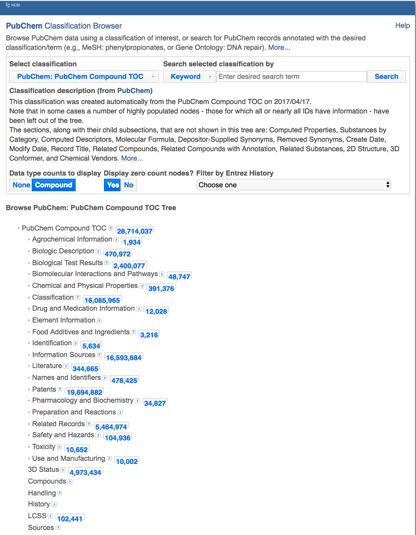 NCBI
PubChem Classification Browser Help
Browse PubChem data using a classification of interest, or search for PubChem records annotated with the desired
classification/term (e.g., MeSH: phenylpropionates, or Gene Ontology: DNA repair). More...
Select classification Search selected classification by
PubChem: PubChem Compound TOC Keyword Enter desired search term Search
Classification description (from PubChem)
This classification was created automatically from the PubChem Compound TOC on 2017/04/17.
Note that in some cases a number of highly populated nodes - those for which all or nearly all IDs have information - have
been left out of the tree.
The sections, along with their child subsections, that are not shown in this tree are: Computed Properties, Substances by
Category, Computed Descriptors, Molecular Formula, Depositor-Supplied Synonyms, Removed Synonyms, Create Date,
Modify Date, Record Title, Related Compounds, Related Compounds with Annotation, Related Substances, 2D Structure, 3D
Conformer, and Chemical Vendors. More...
Data type counts to display Display zero count nodes? Filter by Entrez History
None Compound Yes No Choose one
Browse PubChem: PubChem Compound TOC Tree
PubChem Compound TOC ? 28,714,037
Agrochemical Information ? 1,934
Biologic Description ? 470,972
Biological Test Results ? 2,400,077
Biomolecular Interactions and Pathways ? 48,747
Chemical and Physical Properties ? 391,376
Classification ? 16,085,965
Drug and Medication Information ? 12,028
Element Information ?
Food Additives and Ingredients ? 3,216
Identification ? 5,634
Information Sources ? 16,593,684
Literature ? 344,665
Names and Identifiers ? 478,425
Patents ? 19,694,882
Pharmacology and Biochemistry ? 34,827
Preparation and Reactions ?
Related Records ? 5,464,974
Safety and Hazards ? 104,936
Toxicity ? 10,652
Use and Manufacturing ? 10,002
3D Status ? 4,973,434
Compounds ?
Handling ?
History ?
LCSS ? 102,441
Sources ?